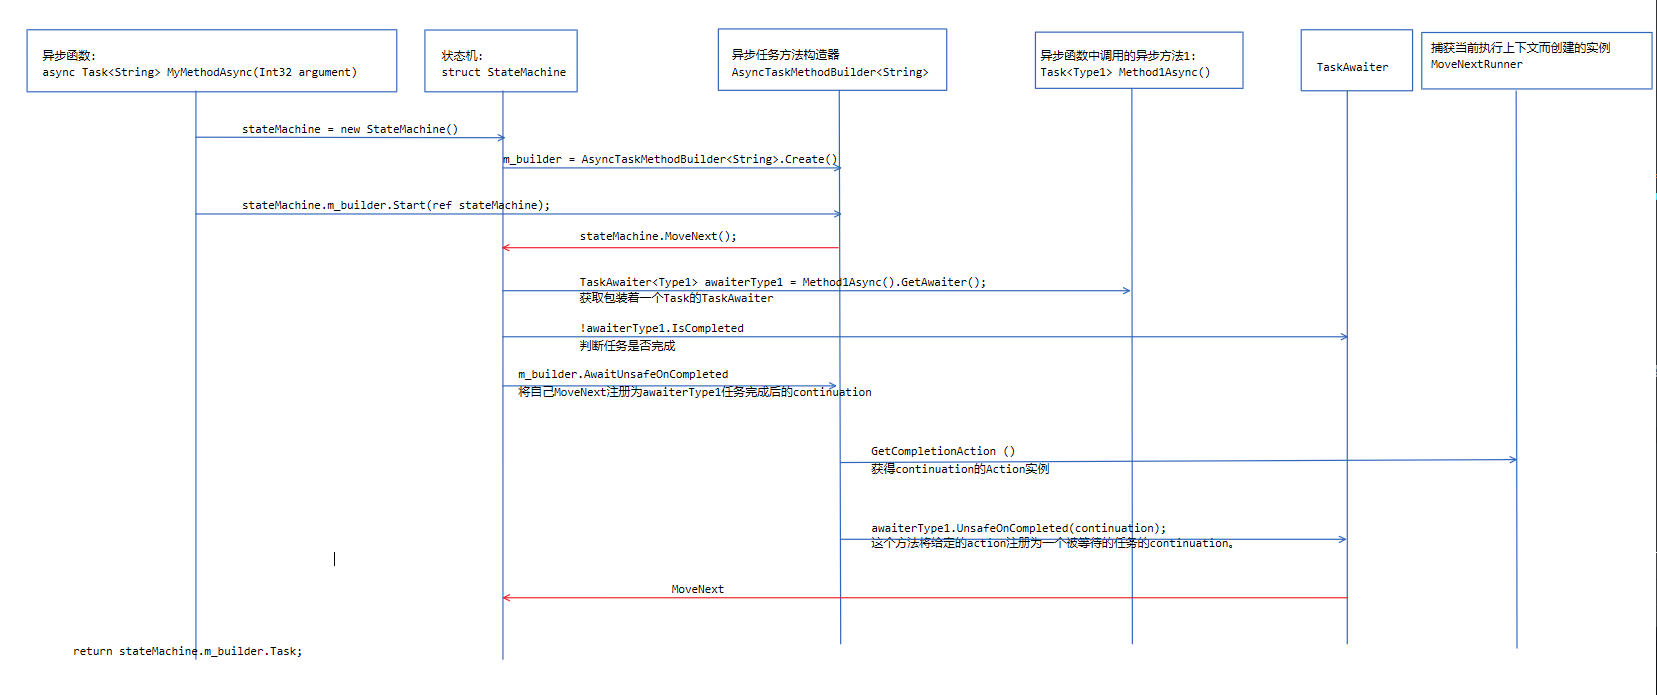 异步函数:
async Task<String> MyMethodAsync(Int32 argument)
状态机:
struct StateMachine
异步任务方法构造器
AsyncTaskMethodBuilder<String>
异步函数中调用的异步方法1:
Task<Type1> Method1Async()
TaskAwaiter
捕获当前执行上下文而创建的实例
MoveNextRunner
stateMachine = new StateMachine()
m_builder = AsyncTaskMethodBuilder<String>.Create()
stateMachine.m_builder.Start(ref stateMachine);
stateMachine.MoveNext();
TaskAwaiter<Type1> awaiterType1 = Method1Async().GetAwaiter();
获取包装着一个Task的TaskAwaiter
!awaiterType1.IsCompleted
判断任务是否完成
m_builder.AwaitUnsafeOnCompleted
将自己MoveNext注册为awaiterType1任务完成后的continuation
GetCompletionAction ()
获得continuation的Action实例
awaiterType1.UnsafeOnCompleted(continuation);
这个方法将给定的action注册为一个被等待的任务的continuation。
MoveNext
return stateMachine.m_builder.Task;